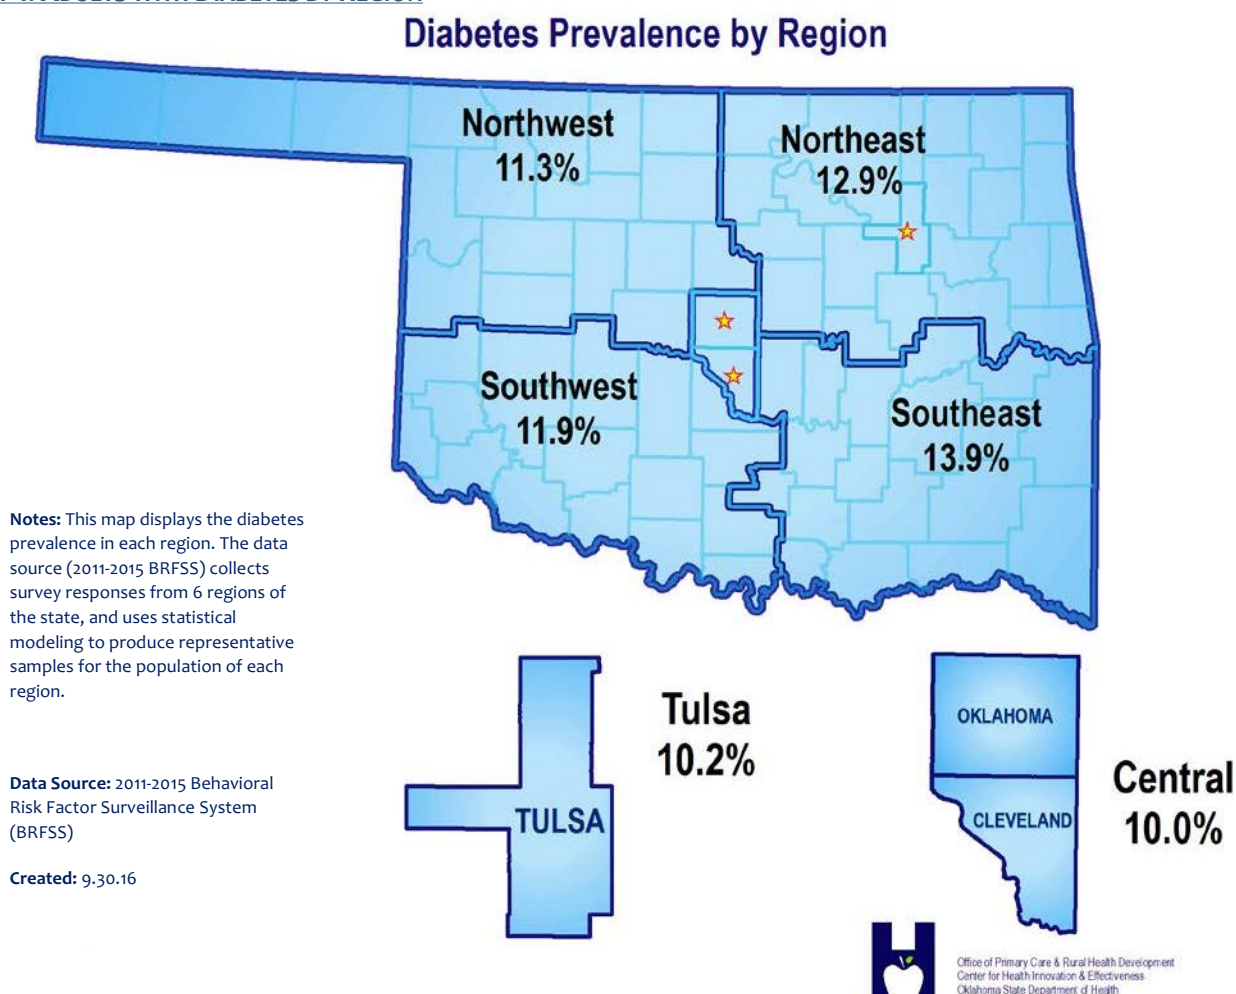 ADULTS WITH DIABETES BY REGION
Diabetes Prevalence by Region
Northwest
11.3%
Northeast
12.9%
Southwest
11.9%
Southeast
13.9%
Notes: This map displays the diabetes
prevalence in each region. The data
source (2011-2015 BRFSS) collects
survey responses from 6 regions of
the state, and uses statistical
modeling to produce representative
samples for the population of each
region.
Data Source: 2011-2015 Behavioral
Risk Factor Surveillance System
(BRFSS)
Created: 9.30.16
TULSA
Tulsa
10.2%
OKLAHOMA
CLEVELAND
Central
10.0%
Office of Primary Care & Rural Health Development
Center for Health Innovation & Effectiveness
Oklahoma State Department of Health